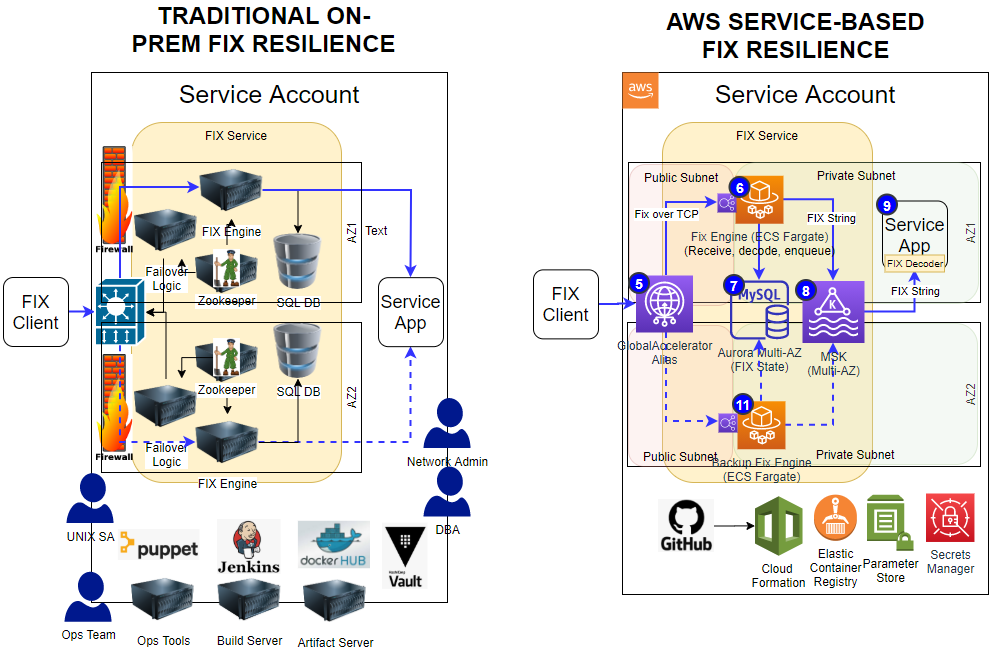 TRADITIONAL ON-
PREM FIX RESILIENCE
Service Account
FIX Service
AZ1
Text
Firewall
FIX Engine
Failover
Logic
Zookeeper
SQL DB
FIX
Client
Service
App
Zookeeper
SQL DB
AZ2
Failover
Logic
Firewall
FIX Engine
Network Admin
UNIX SA
DBA
puppet
Jenkins
docker HUB
HashiCorp
Vault
Ops Team
Ops Tools
Build Server
Artifact Server
AWS SERVICE-BASED
FIX RESILIENCE
aws
Service Account
FIX Service
Public Subnet
Private Subnet
6
9
Fix over TCP
FIX String
Service
App
FIX Decoder
AZ1
Fix Engine (ECS Fargate)
(Receive, decode, enqueue)
5
7
8
MySQL
K
FIX String
FIX
Client
GlobalAccelerator
Alias
Aurora Multi-AZ
(FIX State)
MSK
(Multi-AZ)
AZ2
11
Public Subnet
Private Subnet
Backup Fix Engine
(ECS Fargate)
GitHub
Cloud
Formation
Elastic
Container
Registry
Parameter
Store
Secrets
Manager